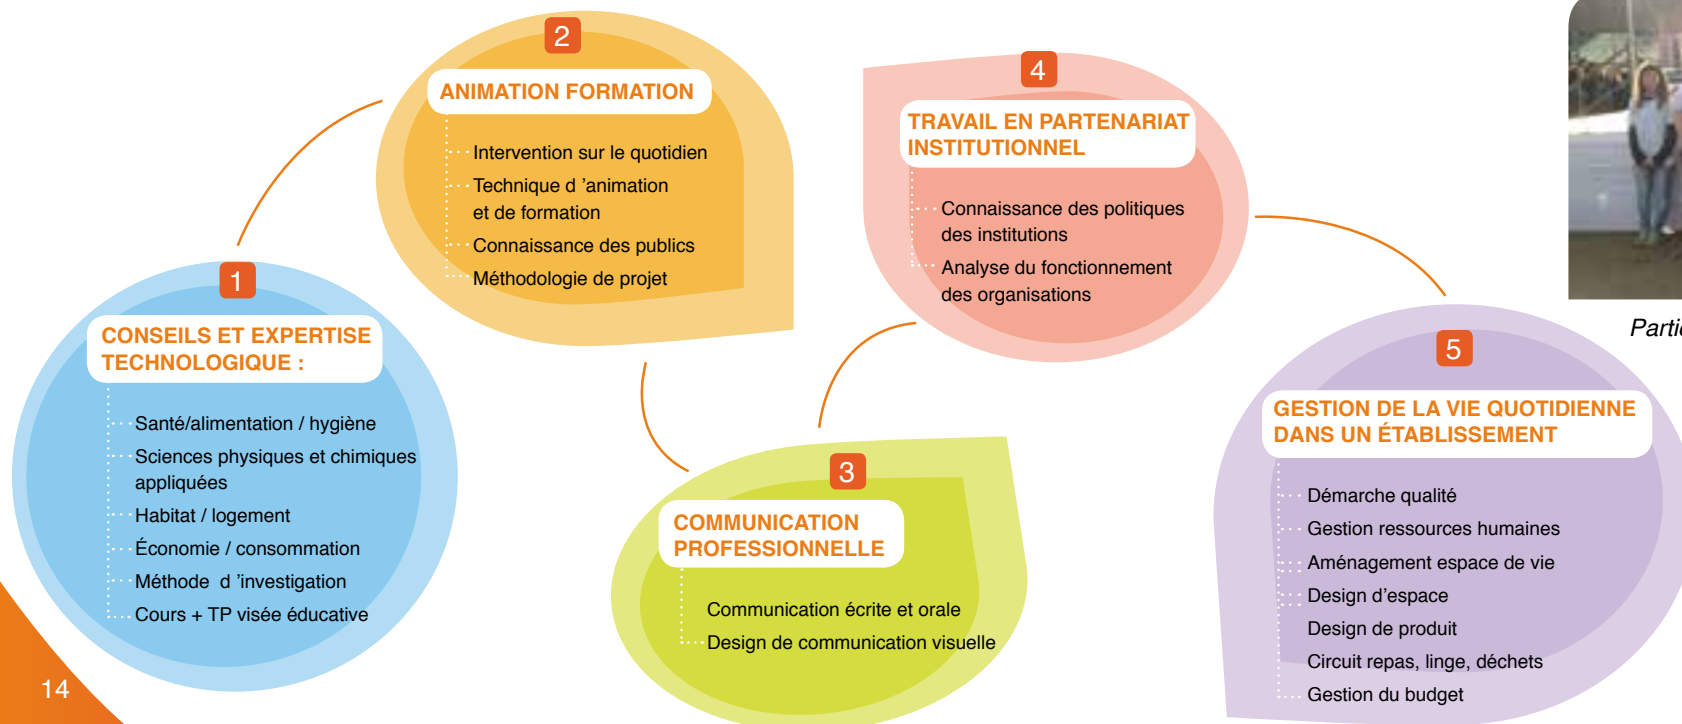 1
CONSEILS ET EXPERTISE
TECHNOLOGIQUE :
Santé/alimentation / hygiène
Sciences physiques et chimiques
appliquées
Habitat / logement
Économie / consommation
Méthode d ’investigation
Cours + TP visée éducative
2
ANIMATION FORMATION
Intervention sur le quotidien
Technique d ’animation
et de formation
Connaissance des publics
Méthodologie de projet
3
COMMUNICATION
PROFESSIONNELLE
Communication écrite et orale
Design de communication visuelle
4
TRAVAIL EN PARTENARIAT
INSTITUTIONNEL
Connaissance des politiques
des institutions
Analyse du fonctionnement
des organisations
5
GESTION DE LA VIE QUOTIDIENNE
DANS UN ÉTABLISSEMENT
Démarche qualité
Gestion ressources humaines
Aménagement espace de vie
Design d’espace
Design de produit
Circuit repas, linge, déchets
Gestion du budget
14